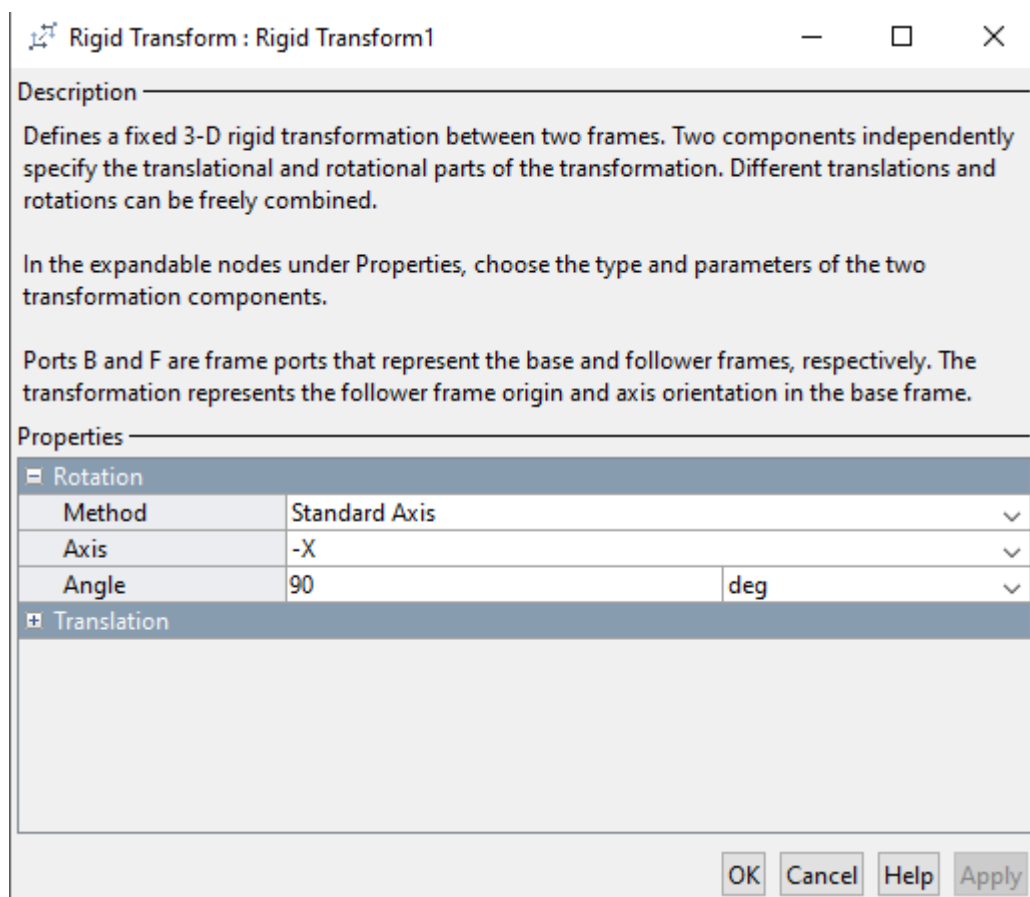 Rigid Transform : Rigid Transform1
Description
Defines a fixed 3-D rigid transformation between two frames. Two components independently
specify the translational and rotational parts of the transformation. Different translations and
rotations can be freely combined.
In the expandable nodes under Properties, choose the type and parameters of the two
transformation components.
Ports B and F are frame ports that represent the base and follower frames, respectively. The
transformation represents the follower frame origin and axis orientation in the base frame.
Properties
Rotation
Method Standard Axis
Axis -X
Angle 90 deg
Translation
OK Cancel Help Apply